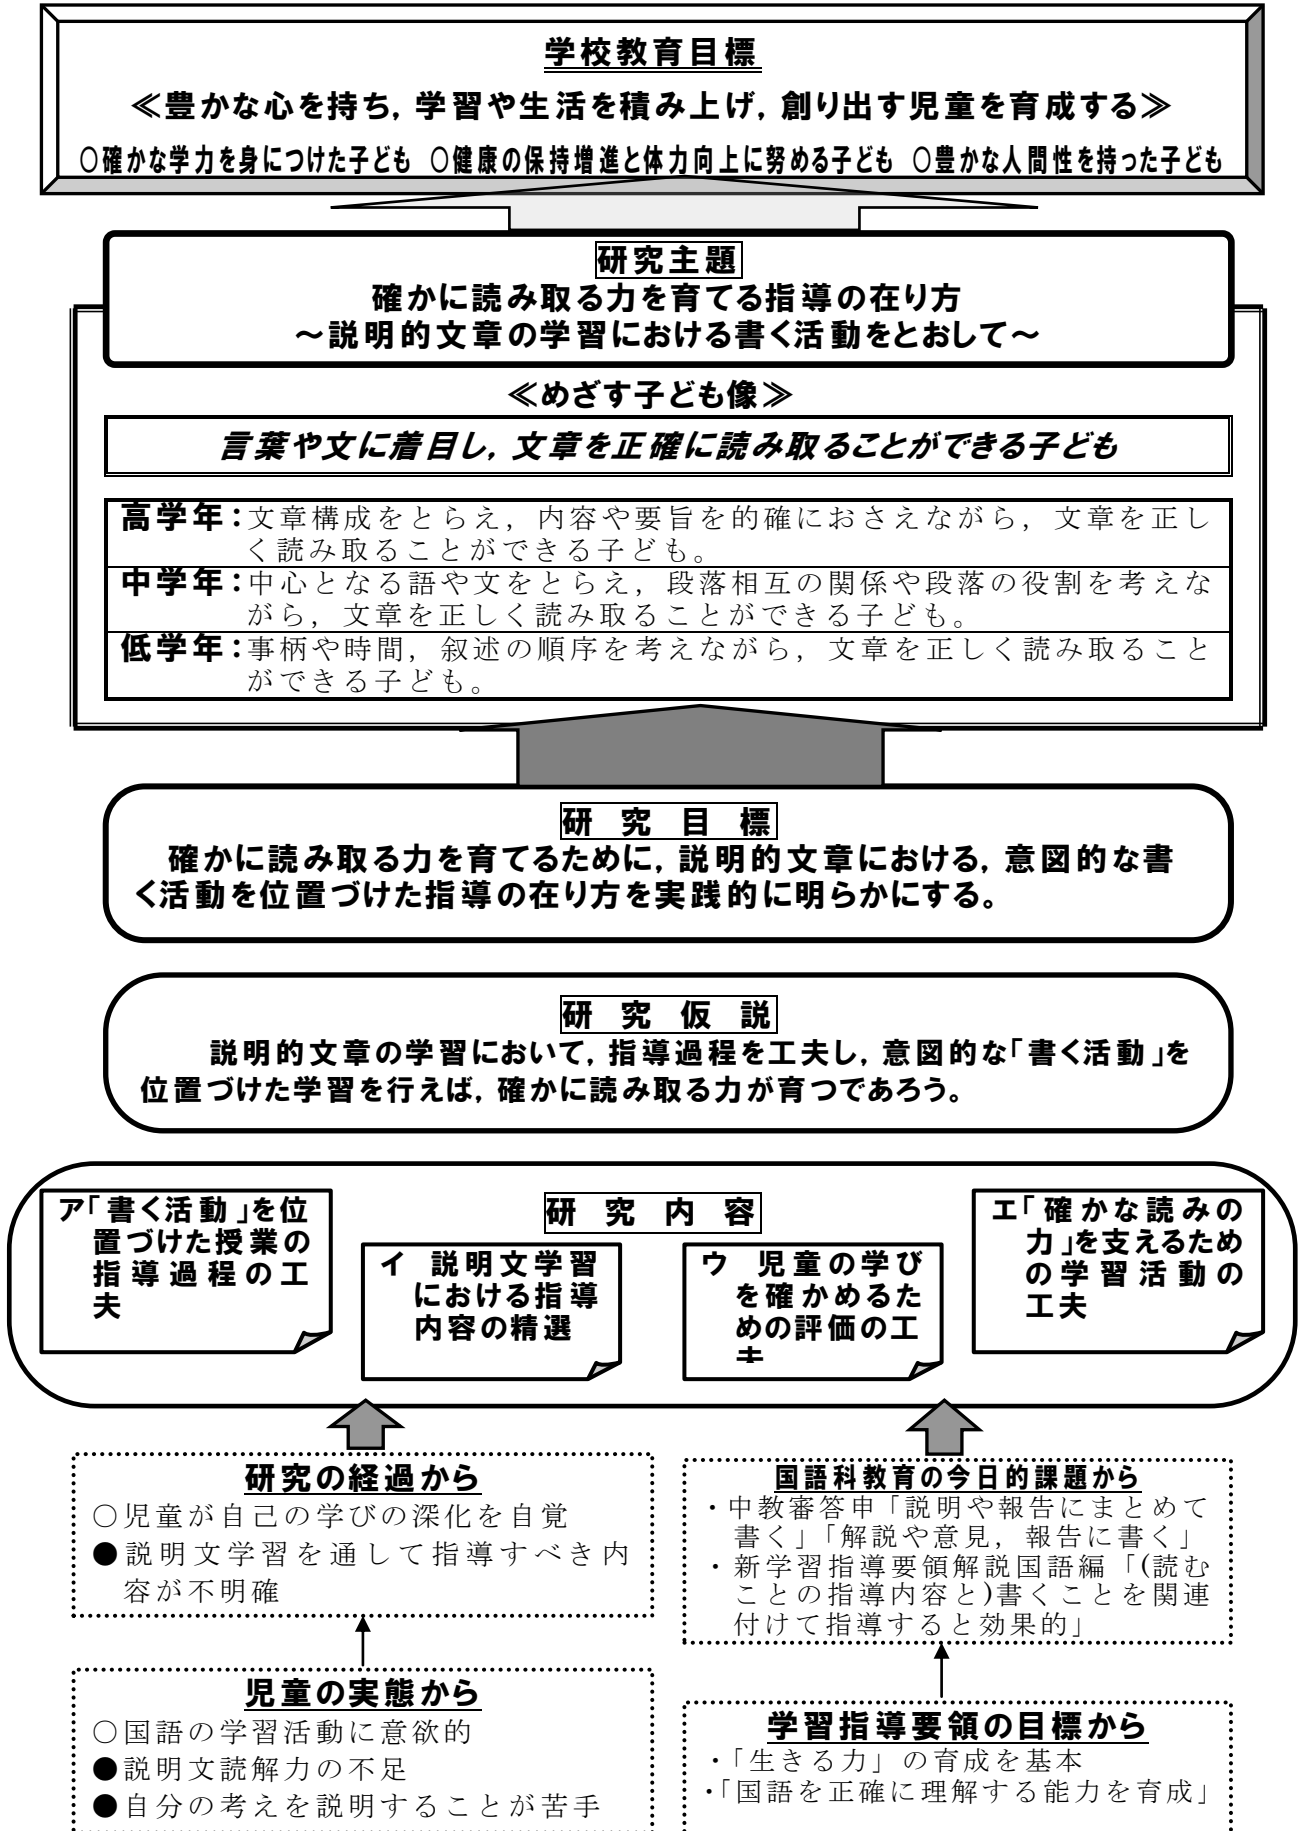 学校教育目標
≪豊かな心を持ち，学習や生活を積み上げ，創り出す児童を育成する≫
○確かな学力を身につけた子ども ○健康の保持増進と体力向上に努める子ども ○豊かな人間性を持った子ども
研究主題
確かに読み取る力を育てる指導の在り方
～説明的文章の学習における書く活動をとおして～
≪めざす子ども像≫
言葉や文に着目し，文章を正確に読み取ることができる子ども
高学年：文章構成をとらえ，内容や要旨を的確におさえながら，文章を正し
く読み取ることができる子ども。
中学年：中心となる語や文をとらえ，段落相互の関係や段落の役割を考えな
がら，文章を正しく読み取ることができる子ども。
低学年：事柄や時間，叙述の順序を考えながら，文章を正しく読み取ること
ができる子ども。
研 究 目 標
確かに読み取る力を育てるために，説明的文章における，意図的な書
く活動を位置づけた指導の在り方を実践的に明らかにする。
研 究 仮 説
説明的文章の学習において，指導過程を工夫し，意図的な「書く活動」を
位置づけた学習を行えば，確かに読み取る力が育つであろう。
研 究 内 容
ア「書く活動」を位
置づけた授業の
指導過程の工
夫
イ 説明文学習
における指導
内容の精選
ウ 児童の学び
を確かめるた
めの評価の工
夫
エ「確かな読みの
力」を支えるため
の学習活動の
工夫
研究の経過から
○児童が自己の学びの深化を自覚
●説明文学習を通して指導すべき内
容が不明確
児童の実態から
○国語の学習活動に意欲的
●説明文読解力の不足
●自分の考えを説明することが苦手
国語科教育の今日的課題から
・中教審答申「説明や報告にまとめて
書く」「解説や意見，報告に書く」
・新学習指導要領解説国語編「(読む
ことの指導内容と)書くことを関連
付けて指導すると効果的」
学習指導要領の目標から
・「生きる力」の育成を基本
・「国語を正確に理解する能力を育成」